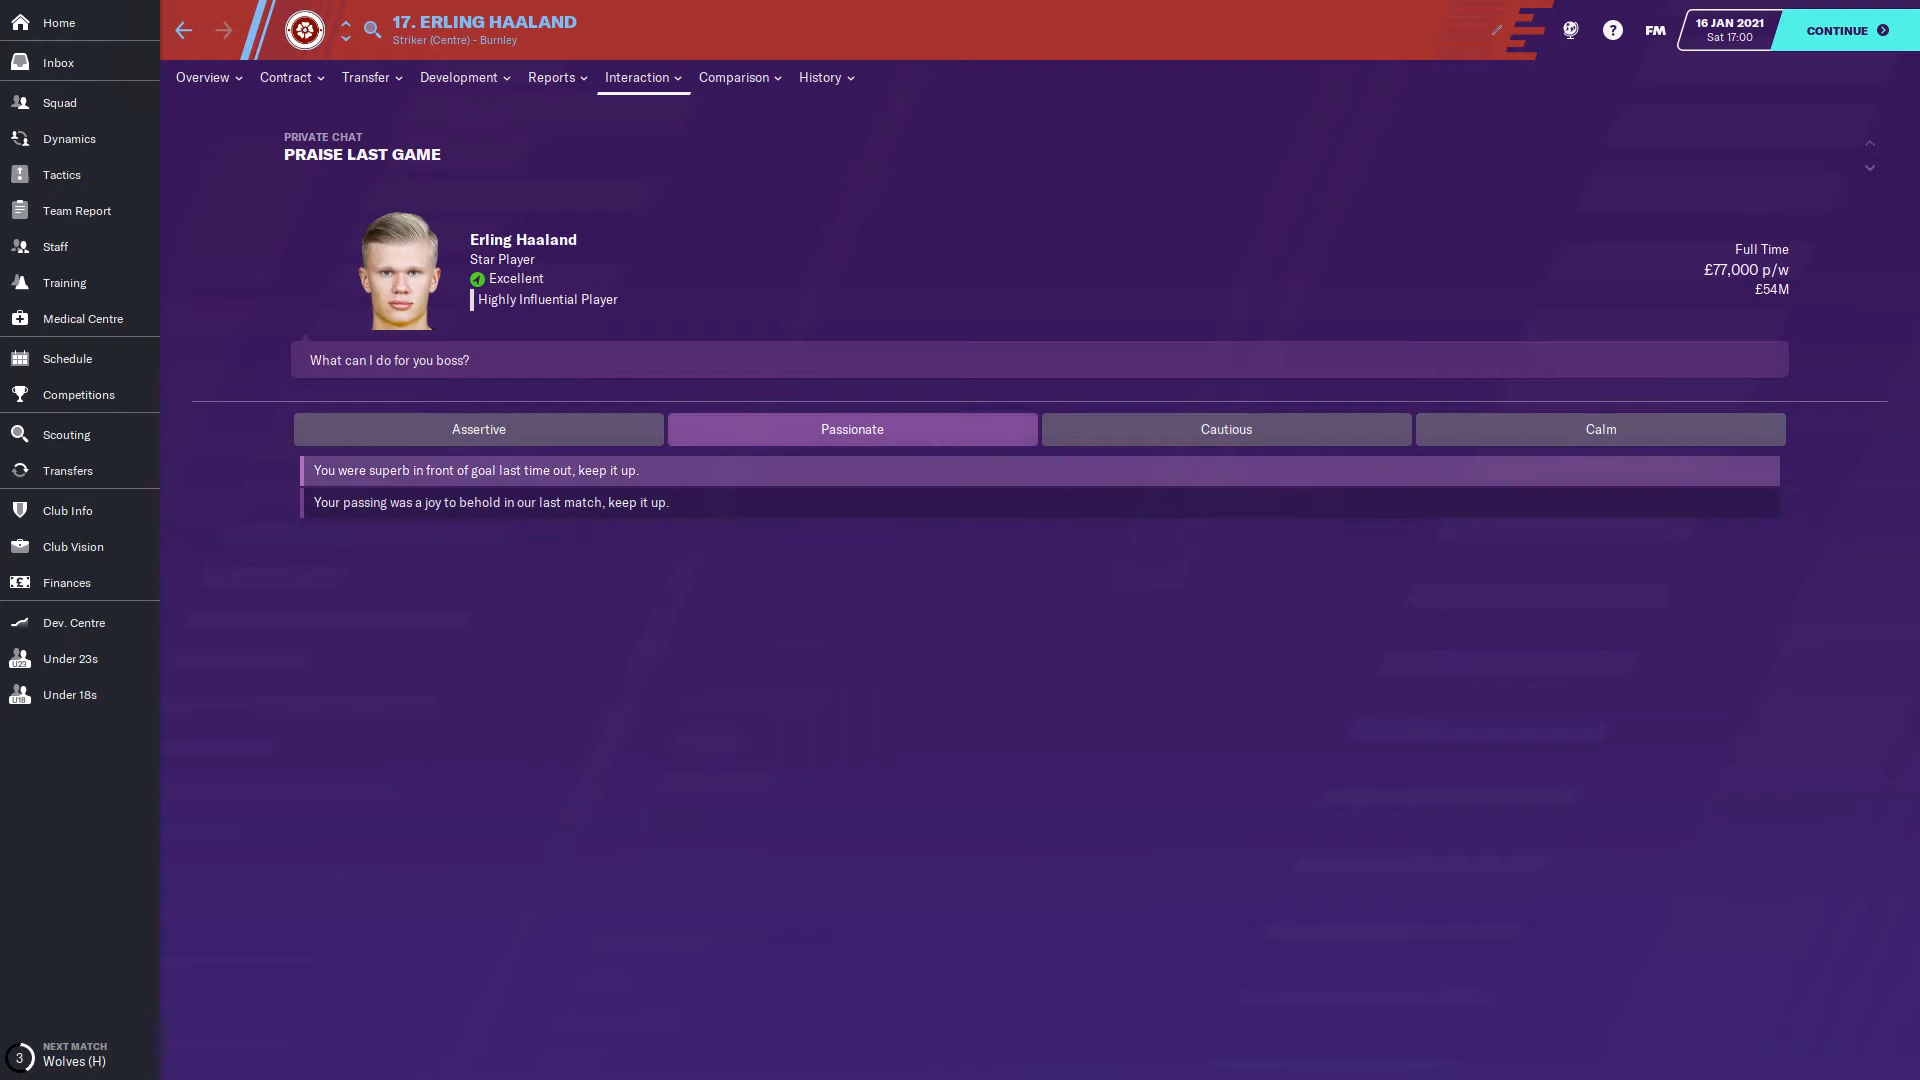 Home
Inbox
Squad
Dynamics
Tactics
Team Report
Staff
Training
Medical Centre
Schedule
Competitions
Scouting
Transfers
Club Info
Club Vision
Finances
Dev. Centre
U23
Under 23s
U18
Under 18s
3
NEXT MATCH
Wolves (H)
17. ERLING HAALAND
Striker (Centre) - Burnley
?
FM
16 JAN 2021
Sat 17:00
CONTINUE
Overview
Contract
Transfer
Development
Reports
Interaction
Comparison
History
PRIVATE CHAT
PRAISE LAST GAME
Erling Haaland
Star Player
Excellent
Highly Influential Player
Full Time
£77,000 p/w
£54M
What can I do for you boss?
Assertive
Passionate
Cautious
Calm
You were superb in front of goal last time out, keep it up.
Your passing was a joy to behold in our last match, keep it up.